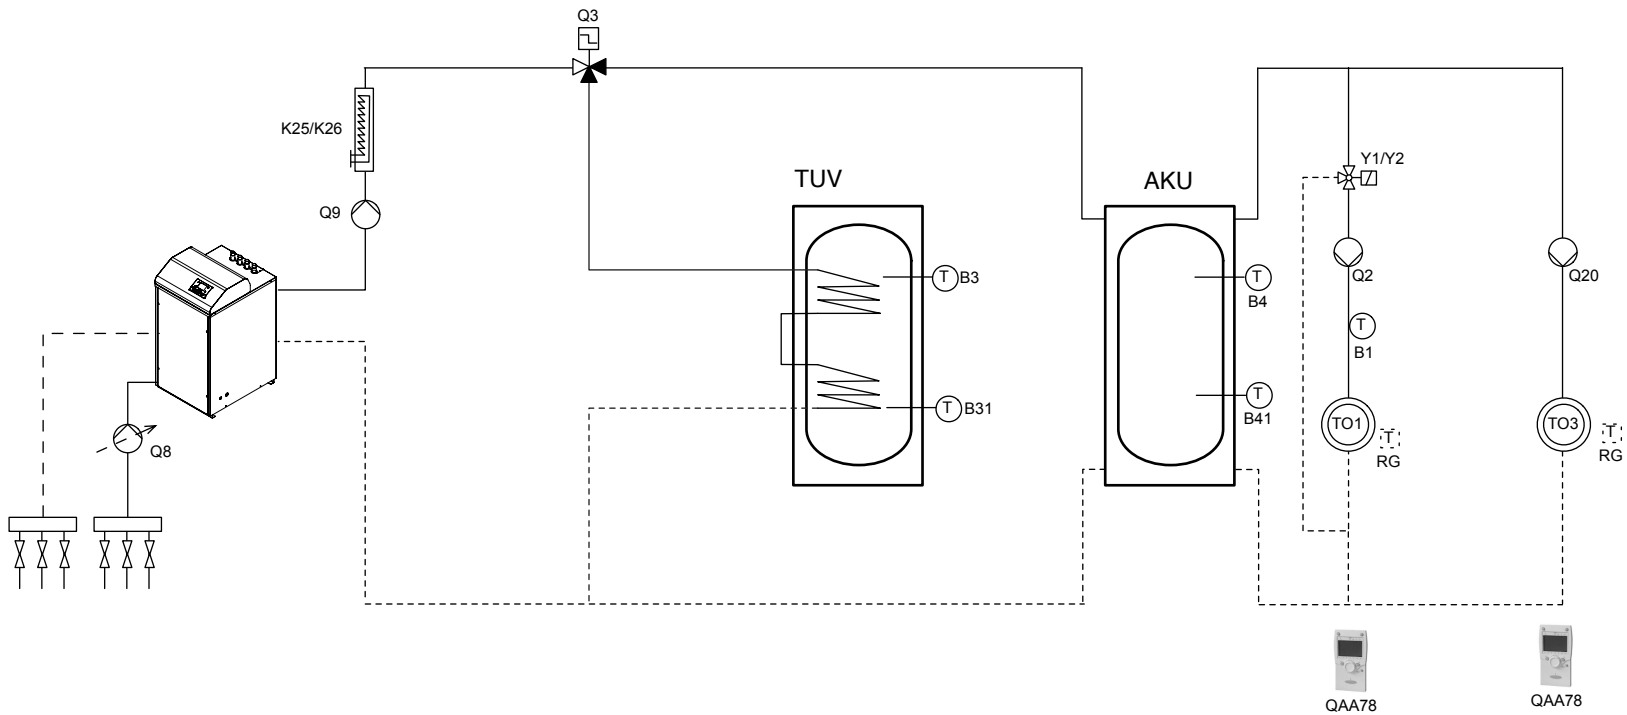 Q3
K25/K26
Q9
Q8
TUV
T B3
T B31
AKU
T
B4
T
B41
Y1/Y2
Q2
T
B1
TO1
T
RG
Q20
TO3
T
RG
QAA78
QAA78